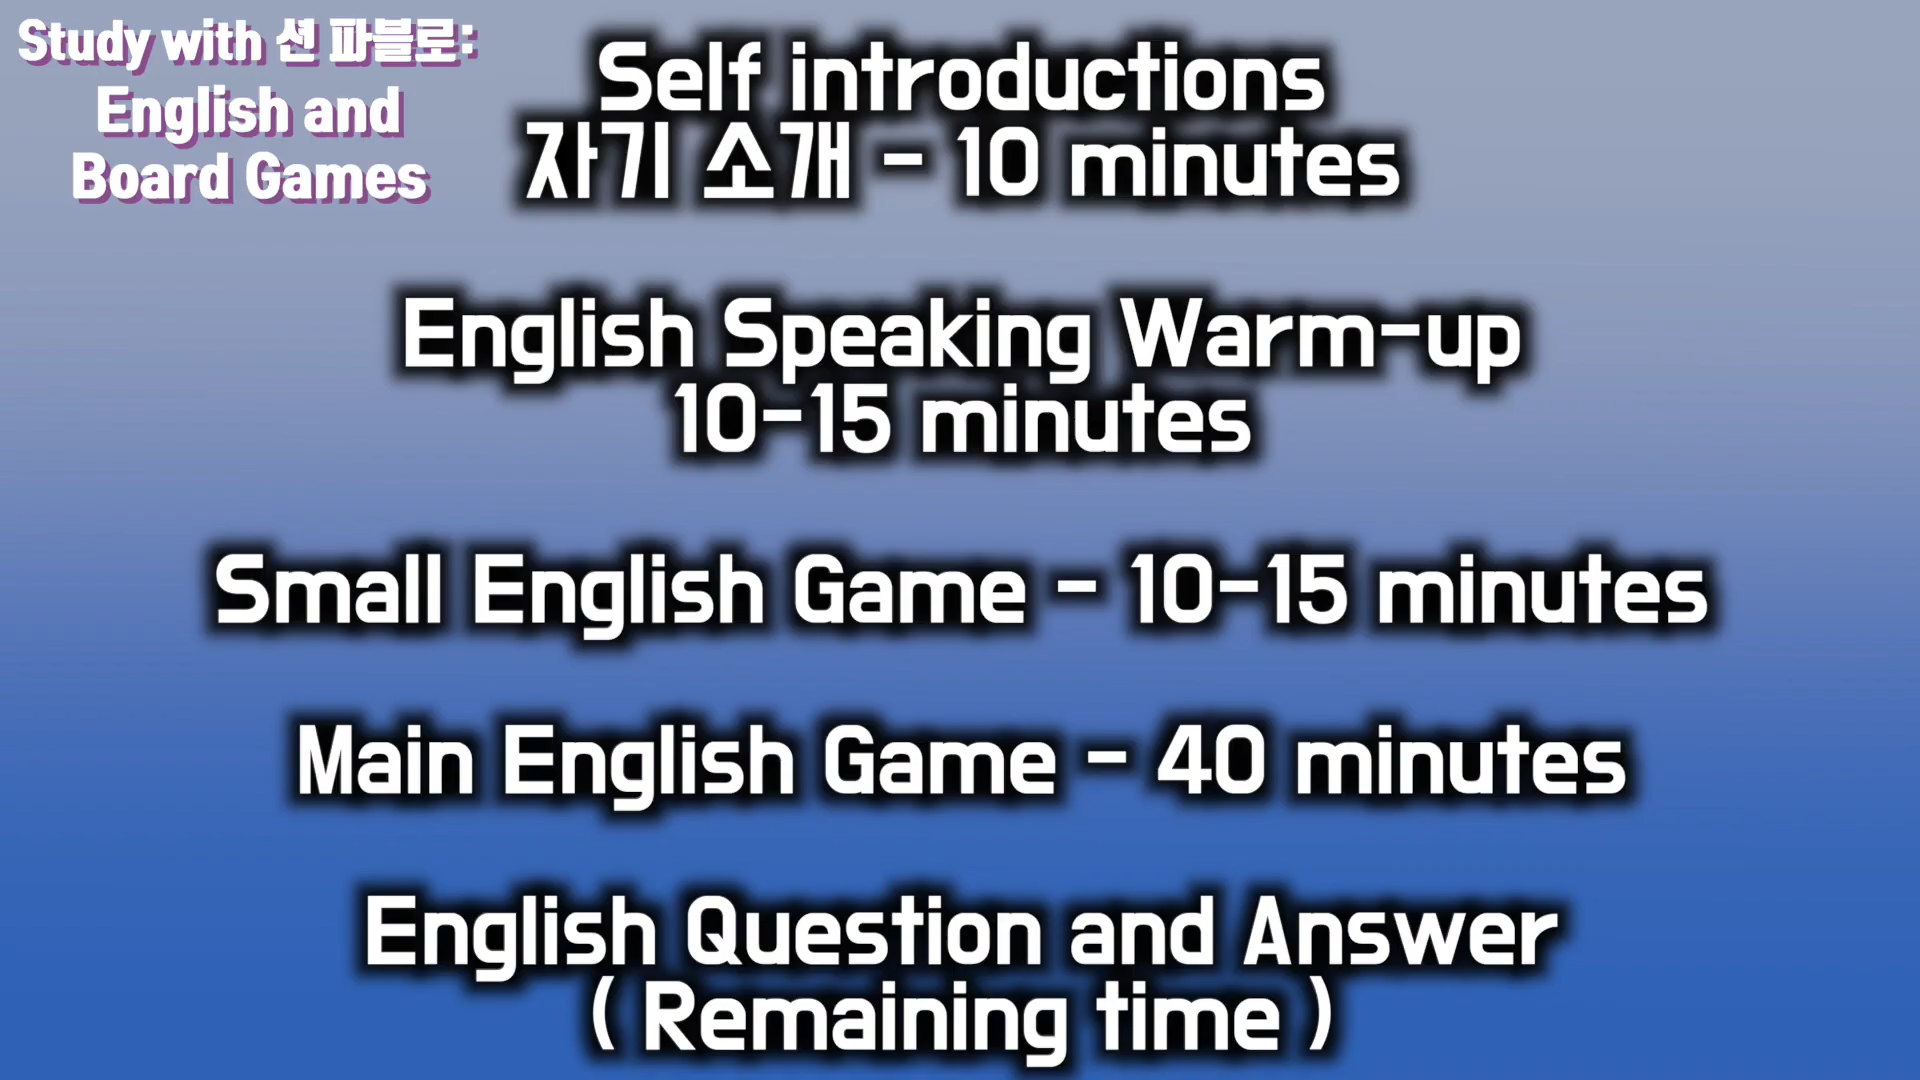 Study with 션 파블로:
English and
Board Games
Self introductions
자기 소개 - 10 minutes
English Speaking Warm-up
10-15 minutes
Small English Game - 10-15 minutes
Main English Game - 40 minutes
English Question and Answer
( Remaining time )